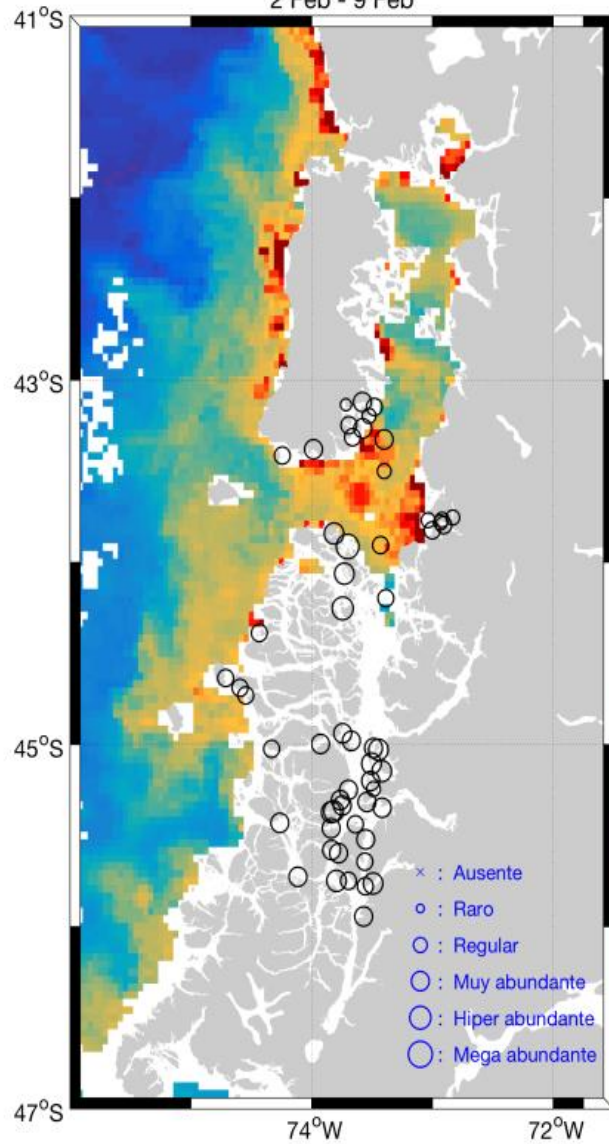 2 Feb - 9 Feb
41°S
43°S
45°S
× : Ausente
o : Raro
O : Regular
O : Muy abundante
O : Hiper abundante
O : Mega abundante
47°S
74°W 72°W